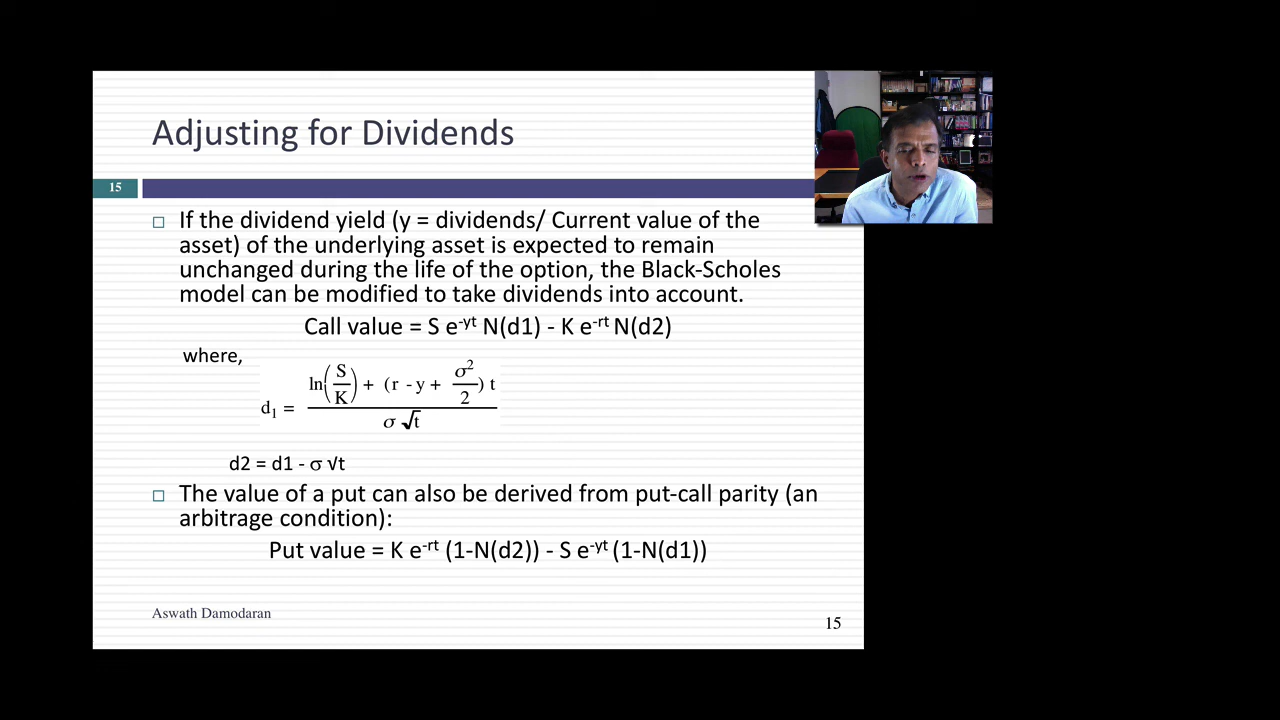 Adjusting for Dividends
15
If the dividend yield (y = dividends/ Current value of the
asset) of the underlying asset is expected to remain
unchanged during the life of the option, the Black-Scholes
model can be modified to take dividends into account.
Call value = S e-yt N(d1) - K e-rt N(d2)
where,
d1 = ln(S/K) + (r - y + σ2/2) t / σ √t
d2 = d1 - σ √t
The value of a put can also be derived from put-call parity (an
arbitrage condition):
Put value = K e-rt (1-N(d2)) - S e-yt (1-N(d1))
Aswath Damodaran
15